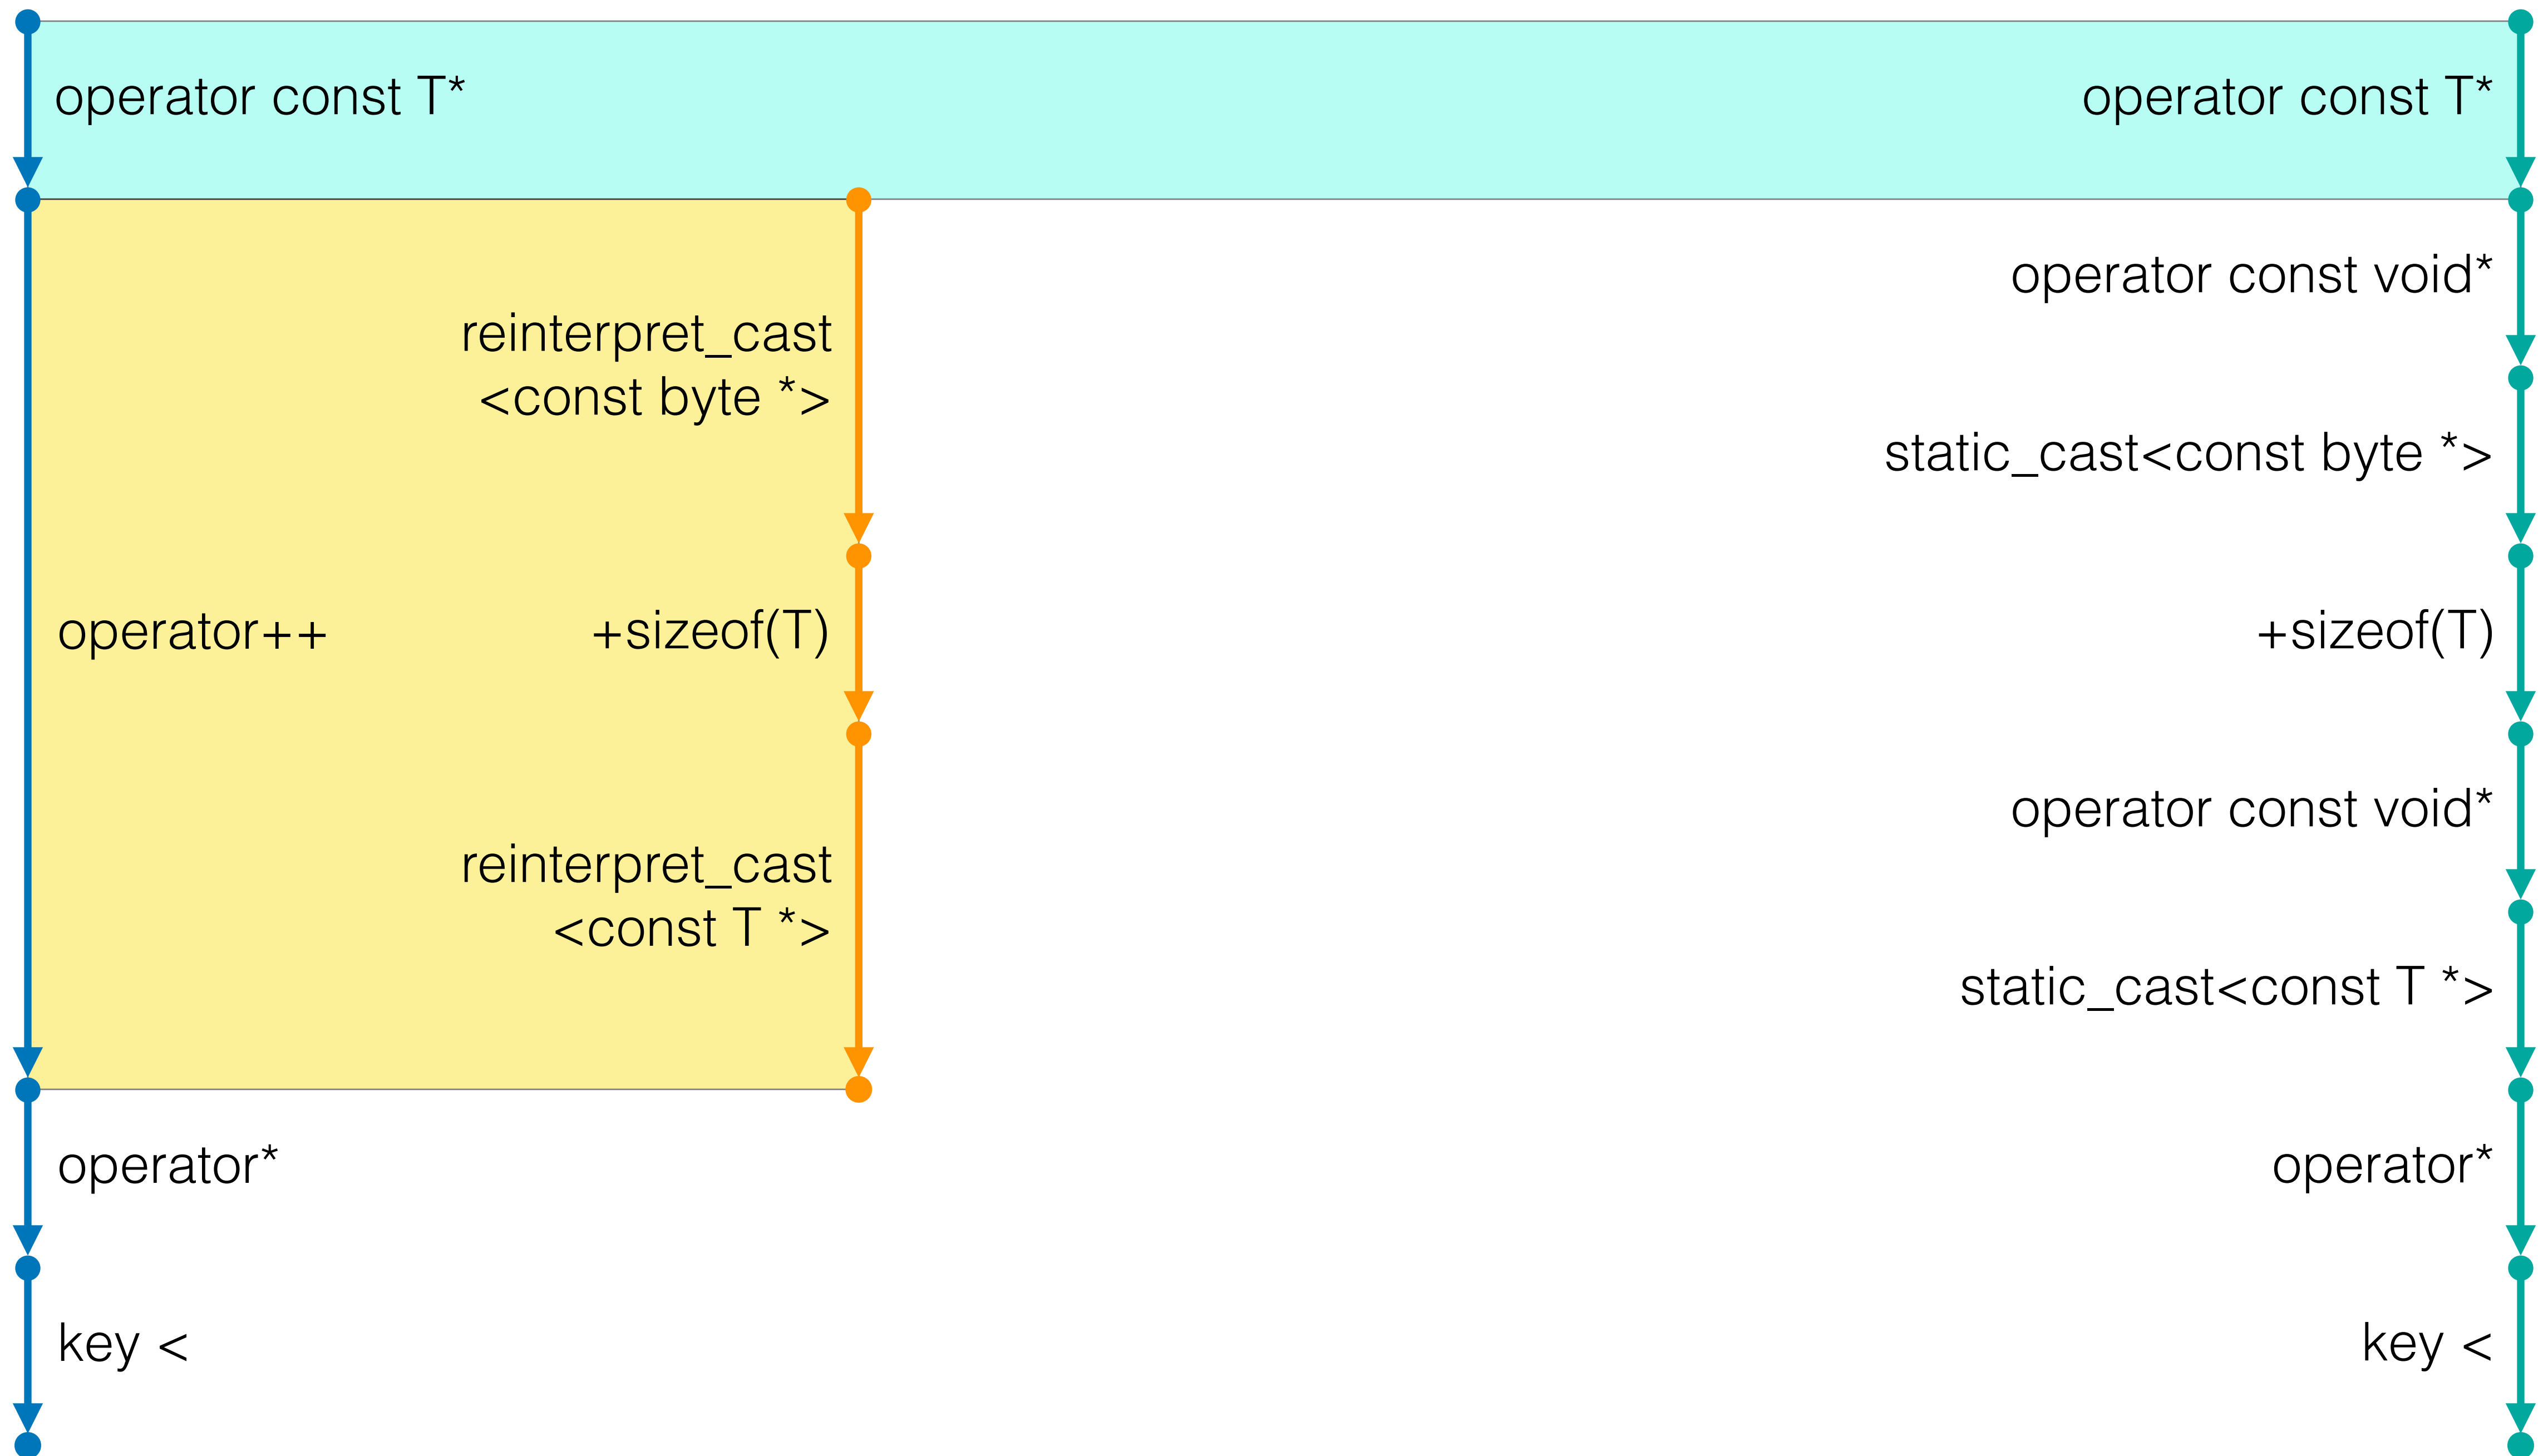 operator const T*
operator const T*
operator const void*
reinterpret_cast
<const byte *>
static_cast<const byte *>
operator++
+sizeof(T)
+sizeof(T)
operator const void*
reinterpret_cast
<const T *>
static_cast<const T *>
operator*
operator*
key <
key <